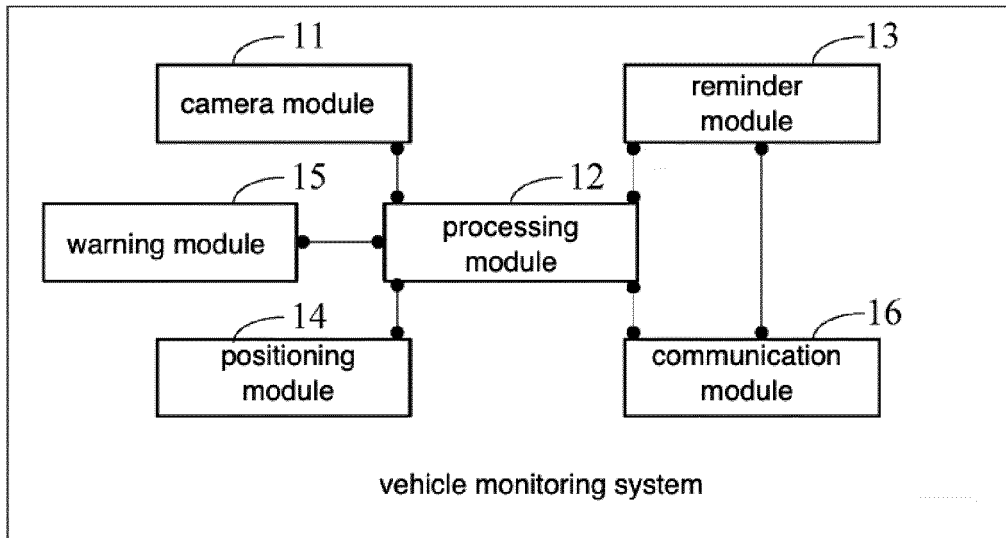 11
camera module
13
reminder
module
15
warning module
12
processing
module
14
positioning
module
16
communication
module
vehicle monitoring system